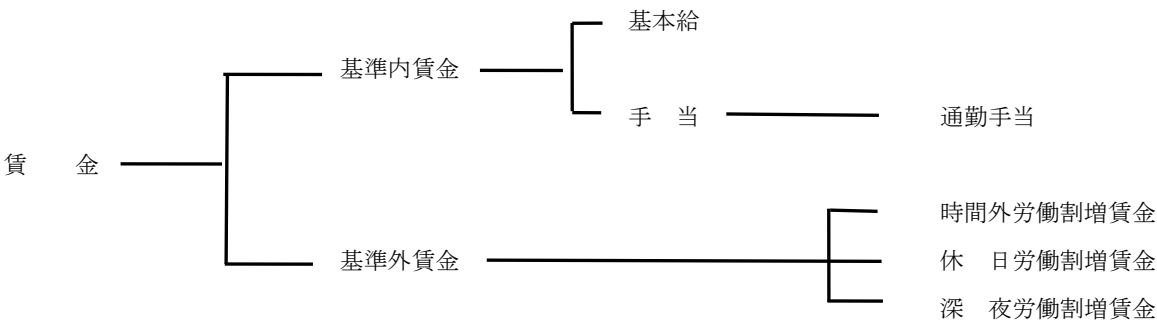 基本給
基準内賃金
手　当
通勤手当
賃　　金
時間外労働割増賃金
基準外賃金
休　日労働割増賃金
深　夜労働割増賃金